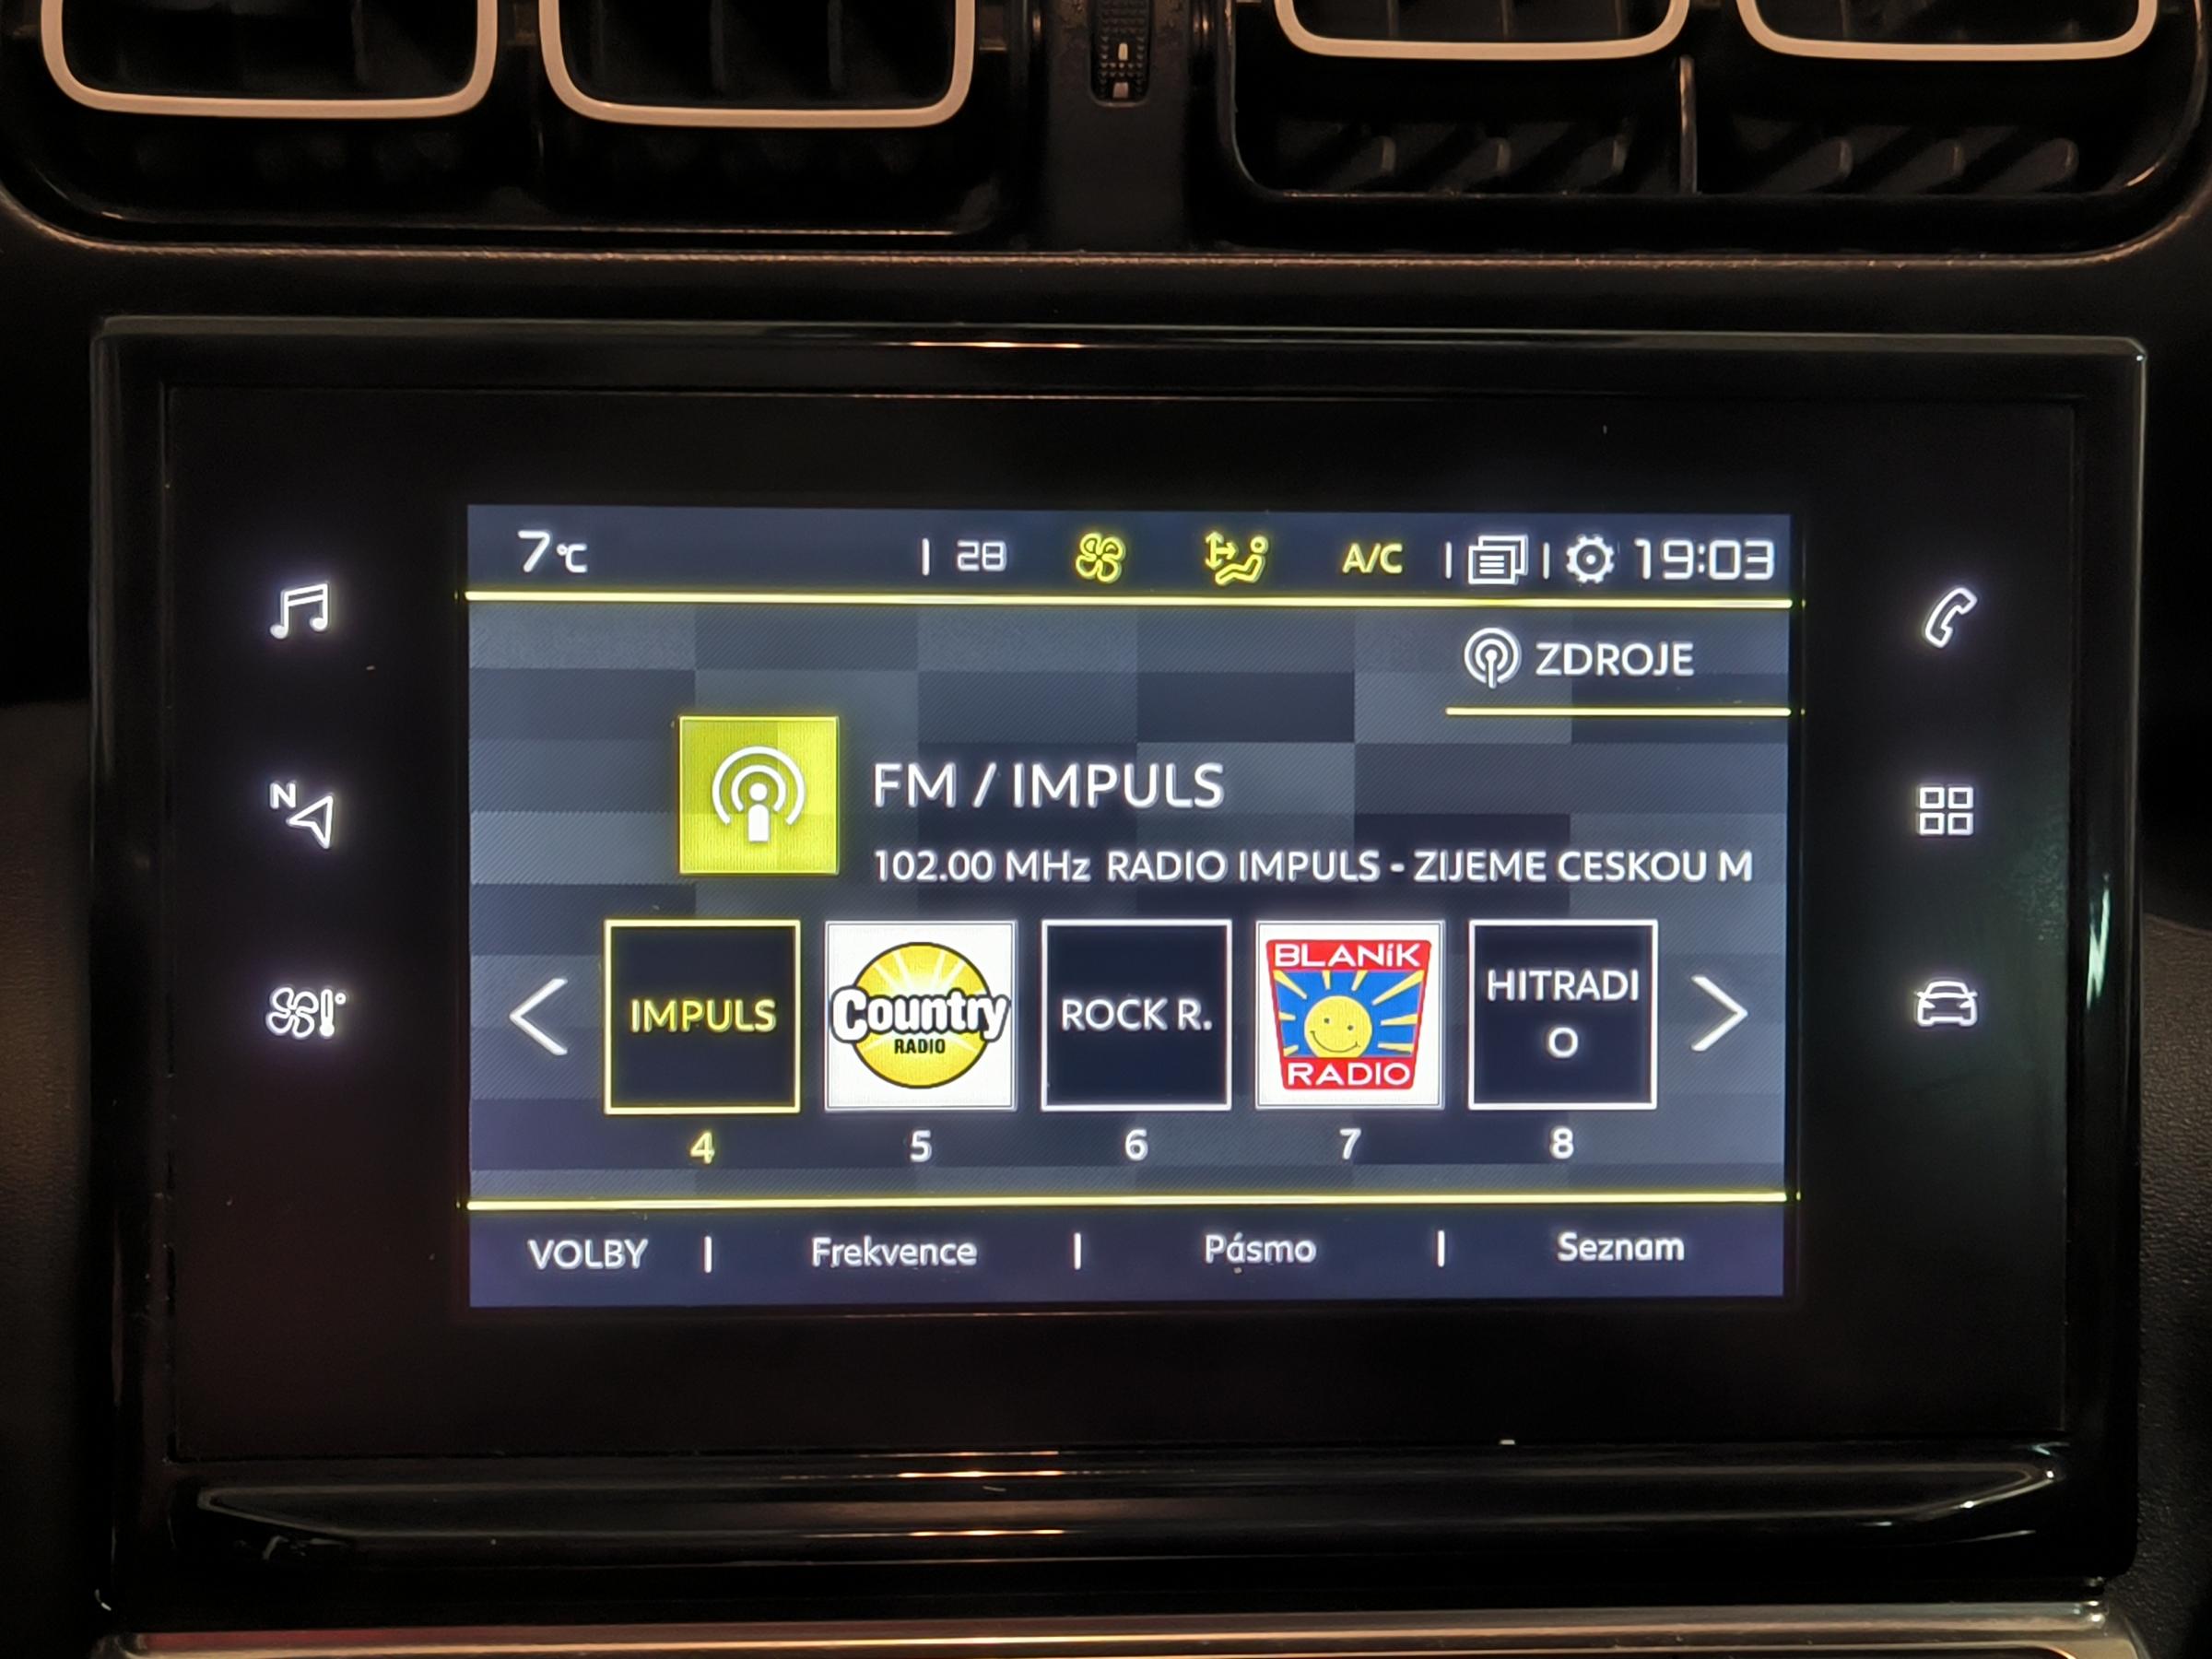 7°C | 28 A/C | | 19:03
ZDROJE
FM / IMPULS
102.00 MHz RADIO IMPULS - ZIJEME CESKOU M
N
IMPULS
Country
RADIO
ROCK R.
BLANíK
RADIO
HITRADI
O
4 5 6 7 8
VOLBY | Frekvence | Pásmo | Seznam